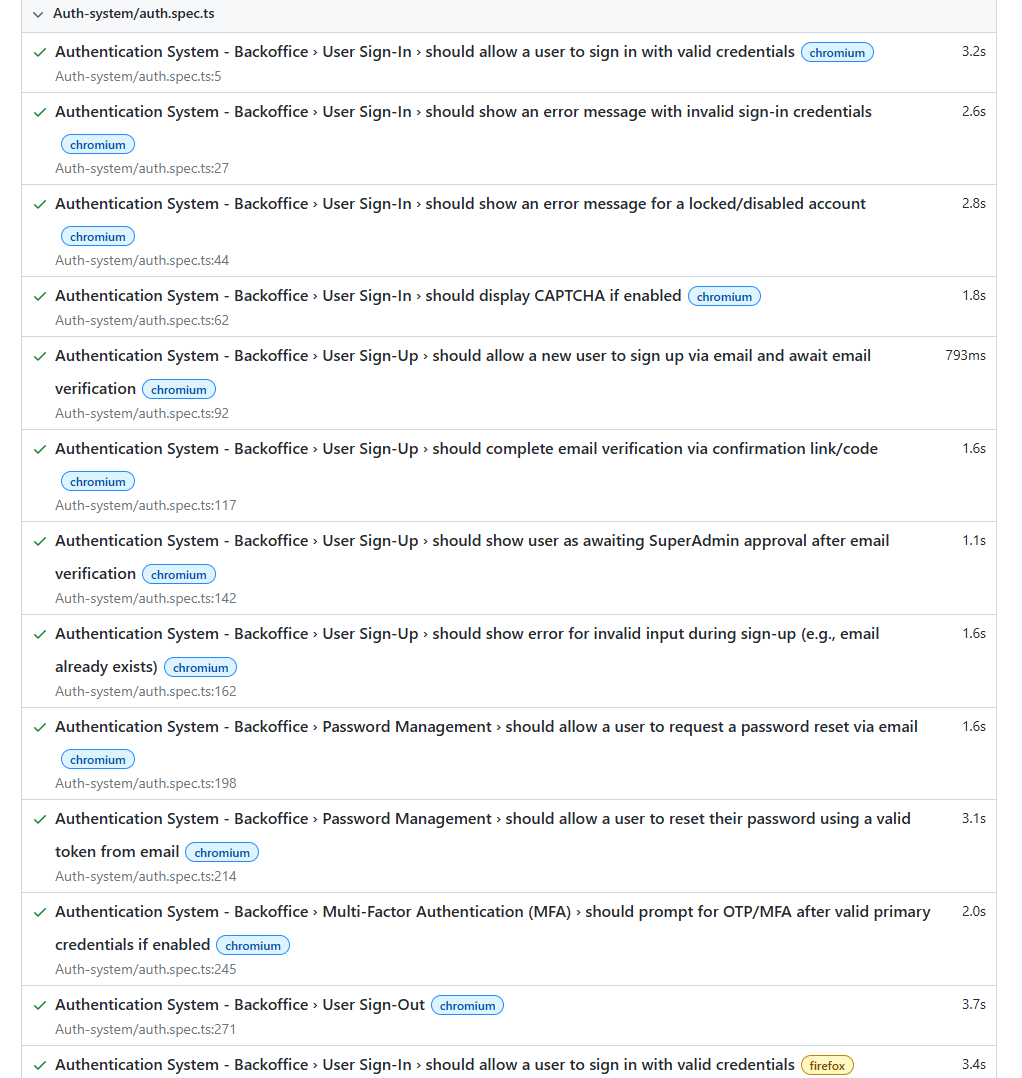 Auth-system/auth.spec.ts
Authentication System - Backoffice › User Sign-In › should allow a user to sign in with valid credentials chromium 3.2s
Auth-system/auth.spec.ts:5
Authentication System - Backoffice › User Sign-In › should show an error message with invalid sign-in credentials 2.6s
chromium
Auth-system/auth.spec.ts:27
Authentication System - Backoffice › User Sign-In › should show an error message for a locked/disabled account 2.8s
chromium
Auth-system/auth.spec.ts:44
Authentication System - Backoffice › User Sign-In › should display CAPTCHA if enabled chromium 1.8s
Auth-system/auth.spec.ts:62
Authentication System - Backoffice › User Sign-Up › should allow a new user to sign up via email and await email 793ms
verification chromium
Auth-system/auth.spec.ts:92
Authentication System - Backoffice › User Sign-Up › should complete email verification via confirmation link/code 1.6s
chromium
Auth-system/auth.spec.ts:117
Authentication System - Backoffice › User Sign-Up › should show user as awaiting SuperAdmin approval after email 1.1s
verification chromium
Auth-system/auth.spec.ts:142
Authentication System - Backoffice › User Sign-Up › should show error for invalid input during sign-up (e.g., email 1.6s
already exists) chromium
Auth-system/auth.spec.ts:162
Authentication System - Backoffice › Password Management › should allow a user to request a password reset via email 1.6s
chromium
Auth-system/auth.spec.ts:198
Authentication System - Backoffice › Password Management › should allow a user to reset their password using a valid 3.1s
token from email chromium
Auth-system/auth.spec.ts:214
Authentication System - Backoffice › Multi-Factor Authentication (MFA) › should prompt for OTP/MFA after valid primary 2.0s
credentials if enabled chromium
Auth-system/auth.spec.ts:245
Authentication System - Backoffice › User Sign-Out chromium 3.7s
Auth-system/auth.spec.ts:271
Authentication System - Backoffice › User Sign-In › should allow a user to sign in with valid credentials firefox 3.4s